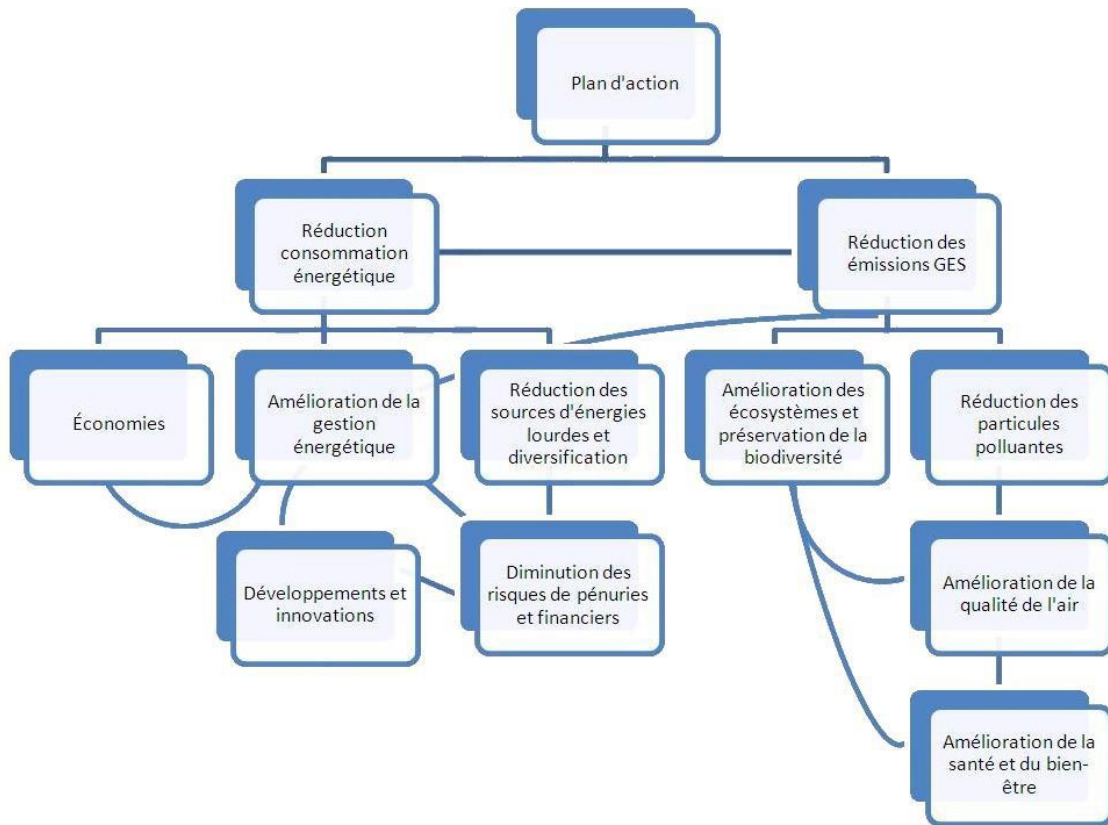 Plan d'action
Réduction
consommation
énergétique
Réduction des
émissions GES
Économies
Amélioration de la
gestion
énergétique
Réduction des
sources d'énergies
lourdes et
diversification
Amélioration des
écosystèmes et
préservation de la
biodiversité
Réduction des
particules
polluantes
Développements et
innovations
Diminution des
risques de pénuries
et financiers
Amélioration de la
qualité de l'air
Amélioration de la
santé et du bien-
être